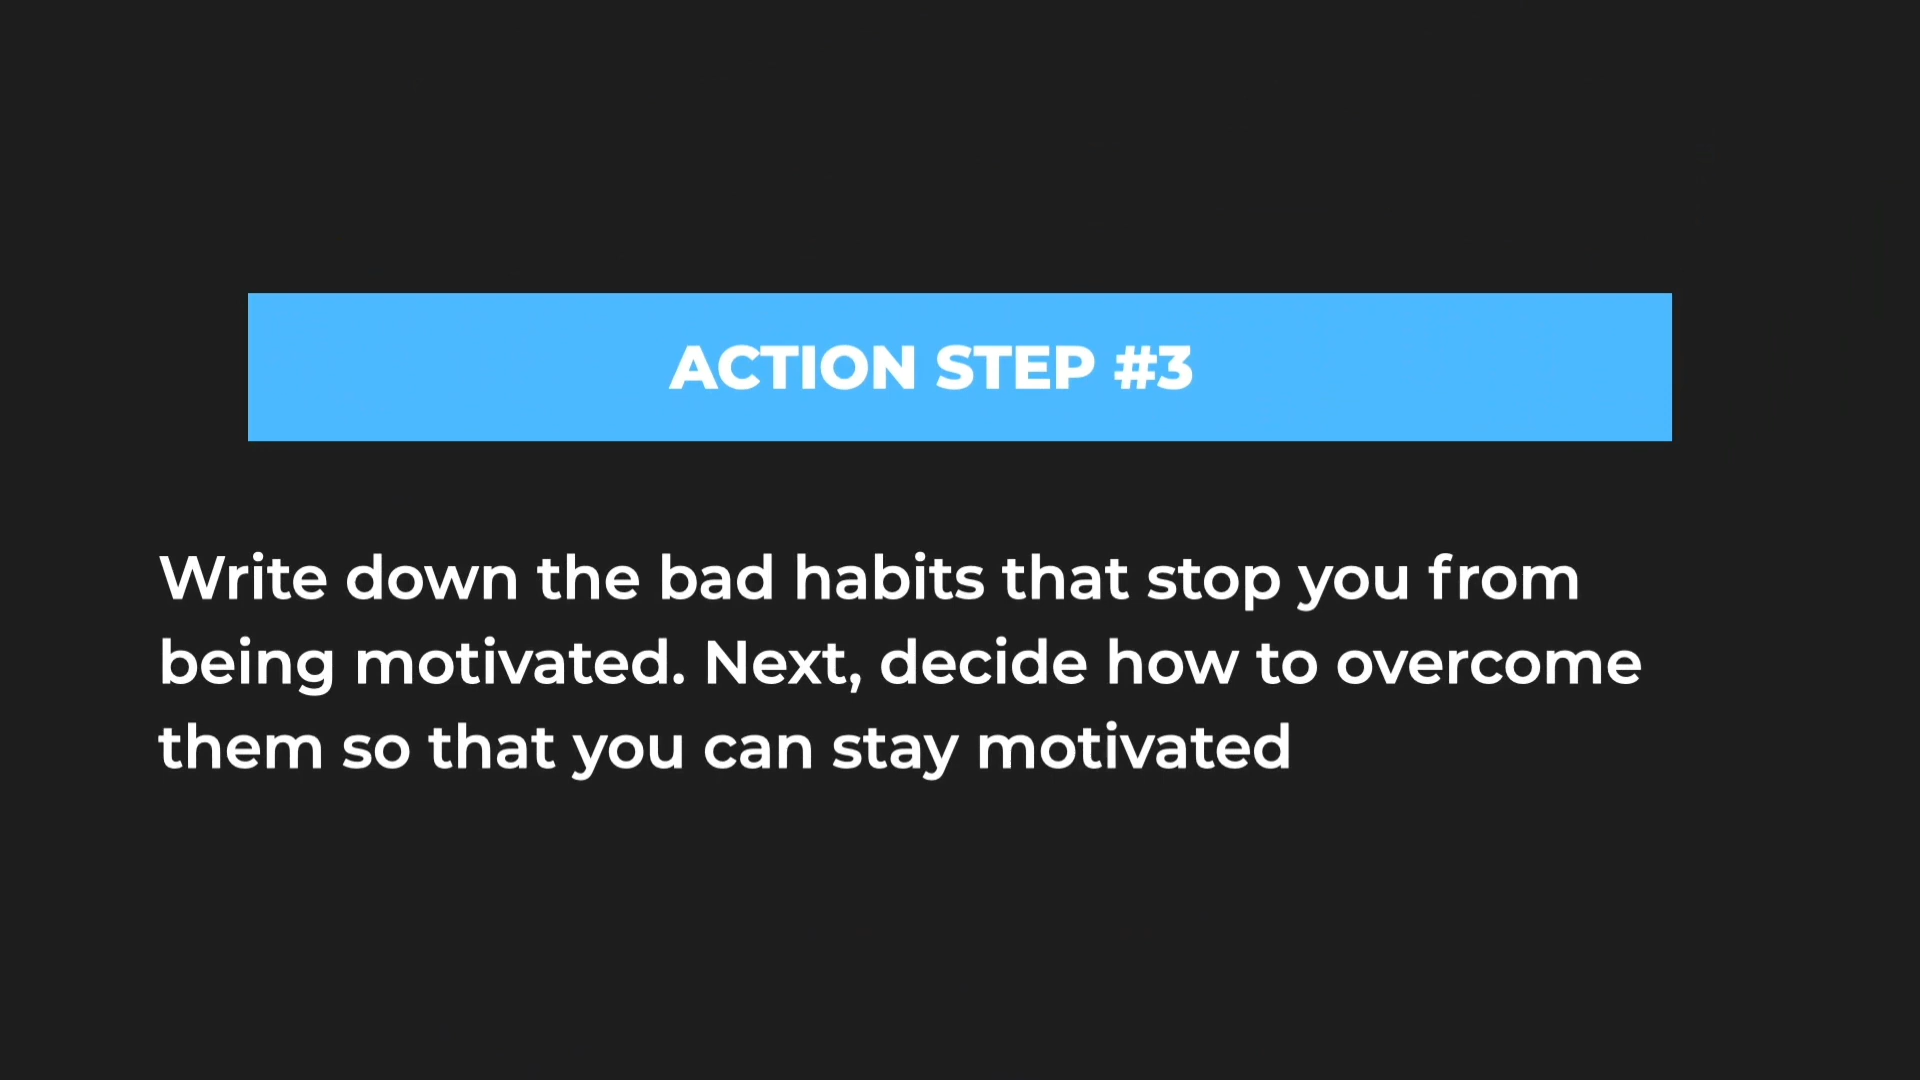 ACTION STEP #3
Write down the bad habits that stop you from
being motivated. Next, decide how to overcome
them so that you can stay motivated